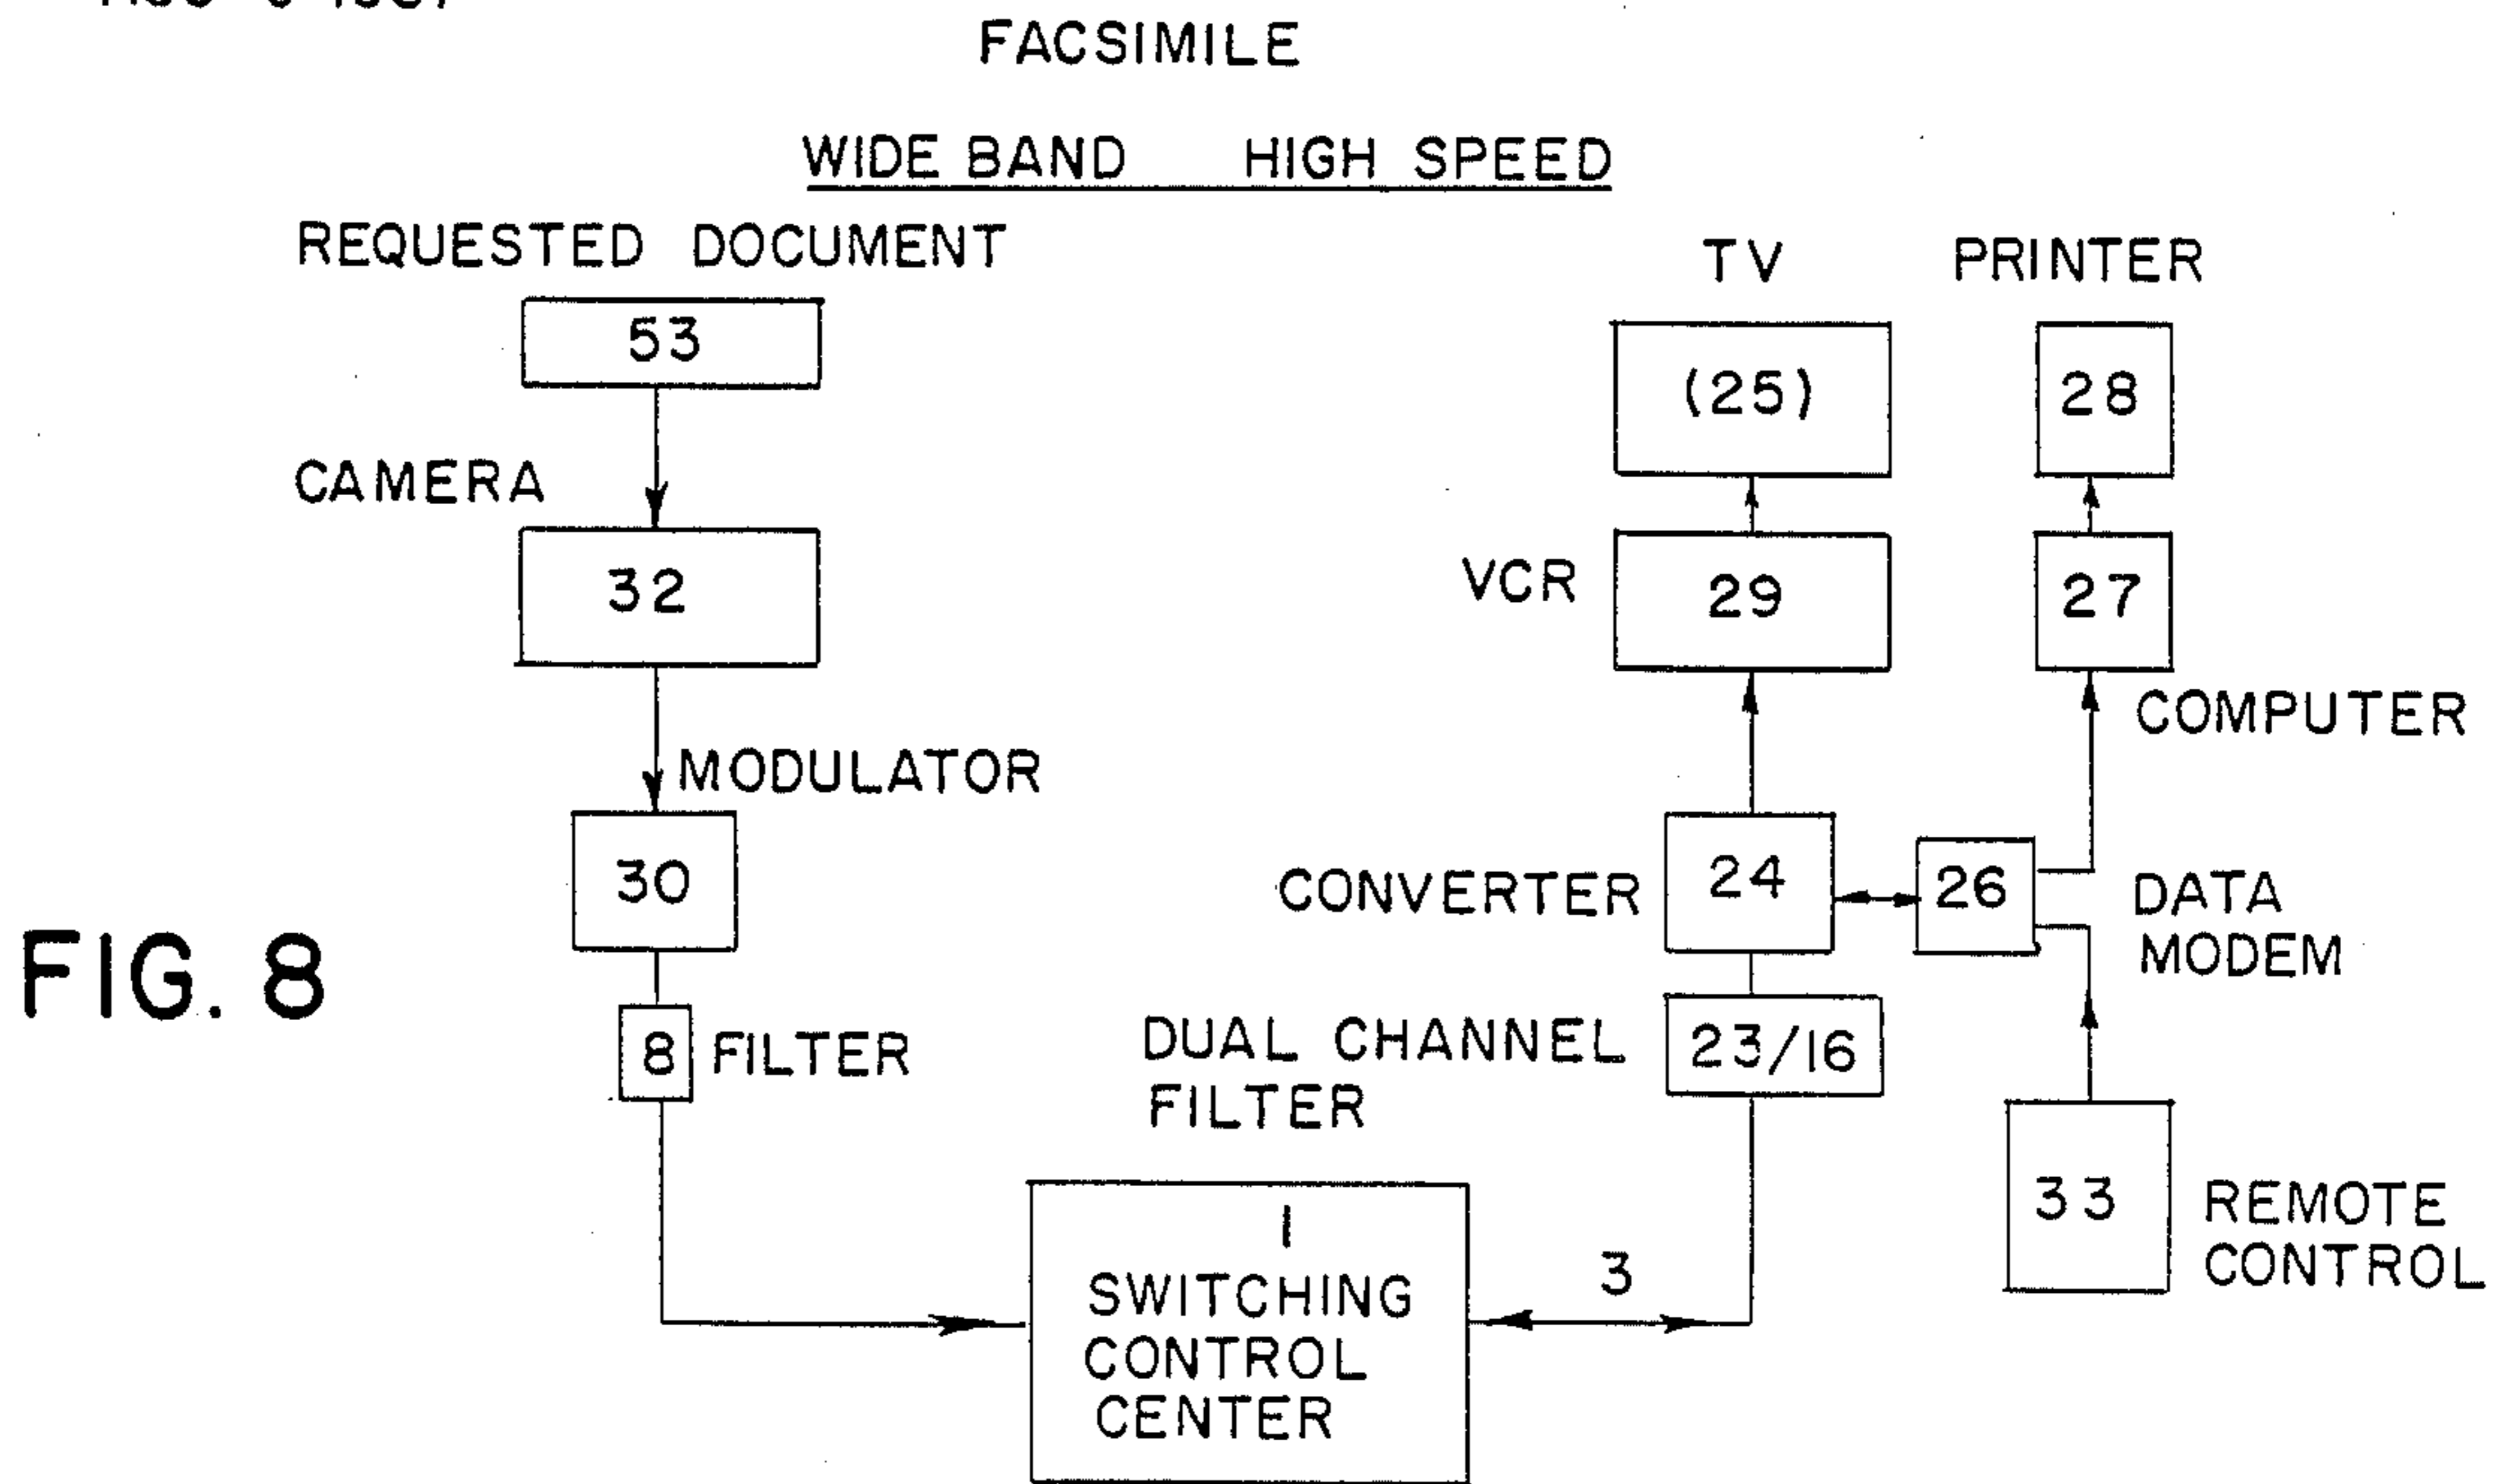 FACSIMILE
WIDE BAND HIGH SPEED
REQUESTED DOCUMENT
TV
PRINTER
53
(25)
28
CAMERA
32
VCR
29
27
COMPUTER
MODULATOR
30
CONVERTER
24
26
DATA
MODEM
FIG. 8
8
FILTER
DUAL CHANNEL
FILTER
23/16
33
REMOTE
CONTROL
1
SWITCHING
CONTROL
CENTER
3